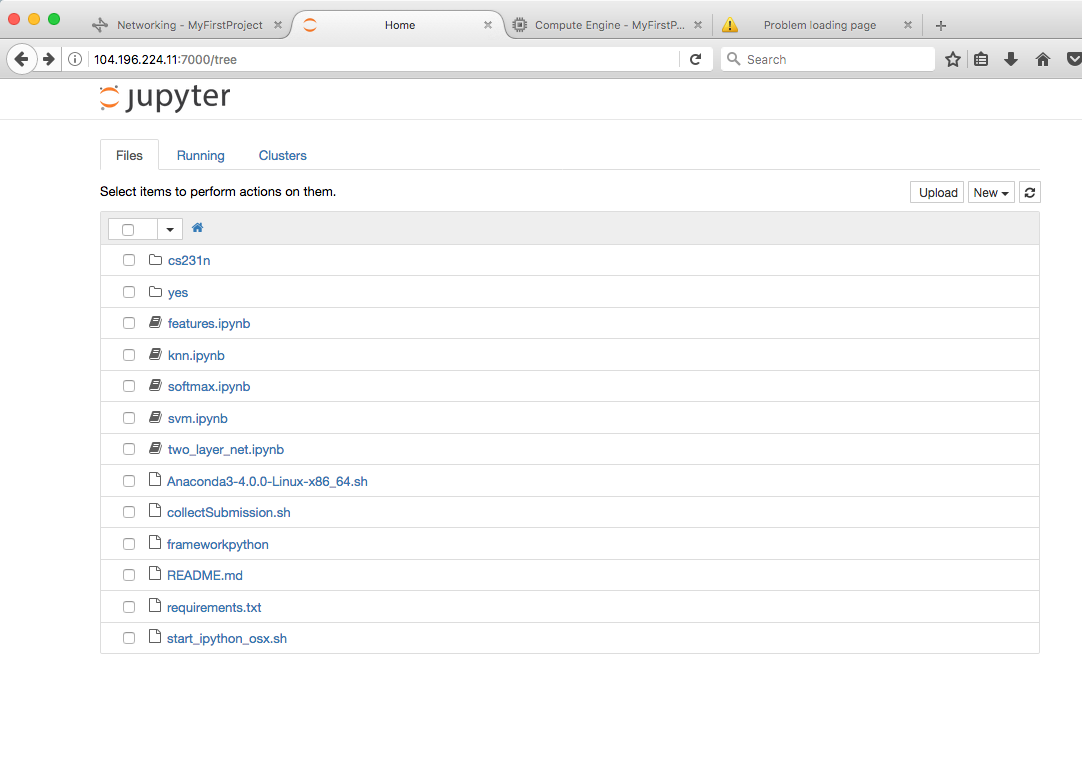 Networking - MyFirstProject
Home
Compute Engine - MyFirstP...
Problem loading page
104.196.224.11:7000/tree
Search
jupyter
Files Running Clusters
Select items to perform actions on them.
Upload New
cs231n
yes
features.ipynb
knn.ipynb
softmax.ipynb
svm.ipynb
two_layer_net.ipynb
Anaconda3-4.0.0-Linux-x86_64.sh
collectSubmission.sh
frameworkpython
README.md
requirements.txt
start_ipython_osx.sh